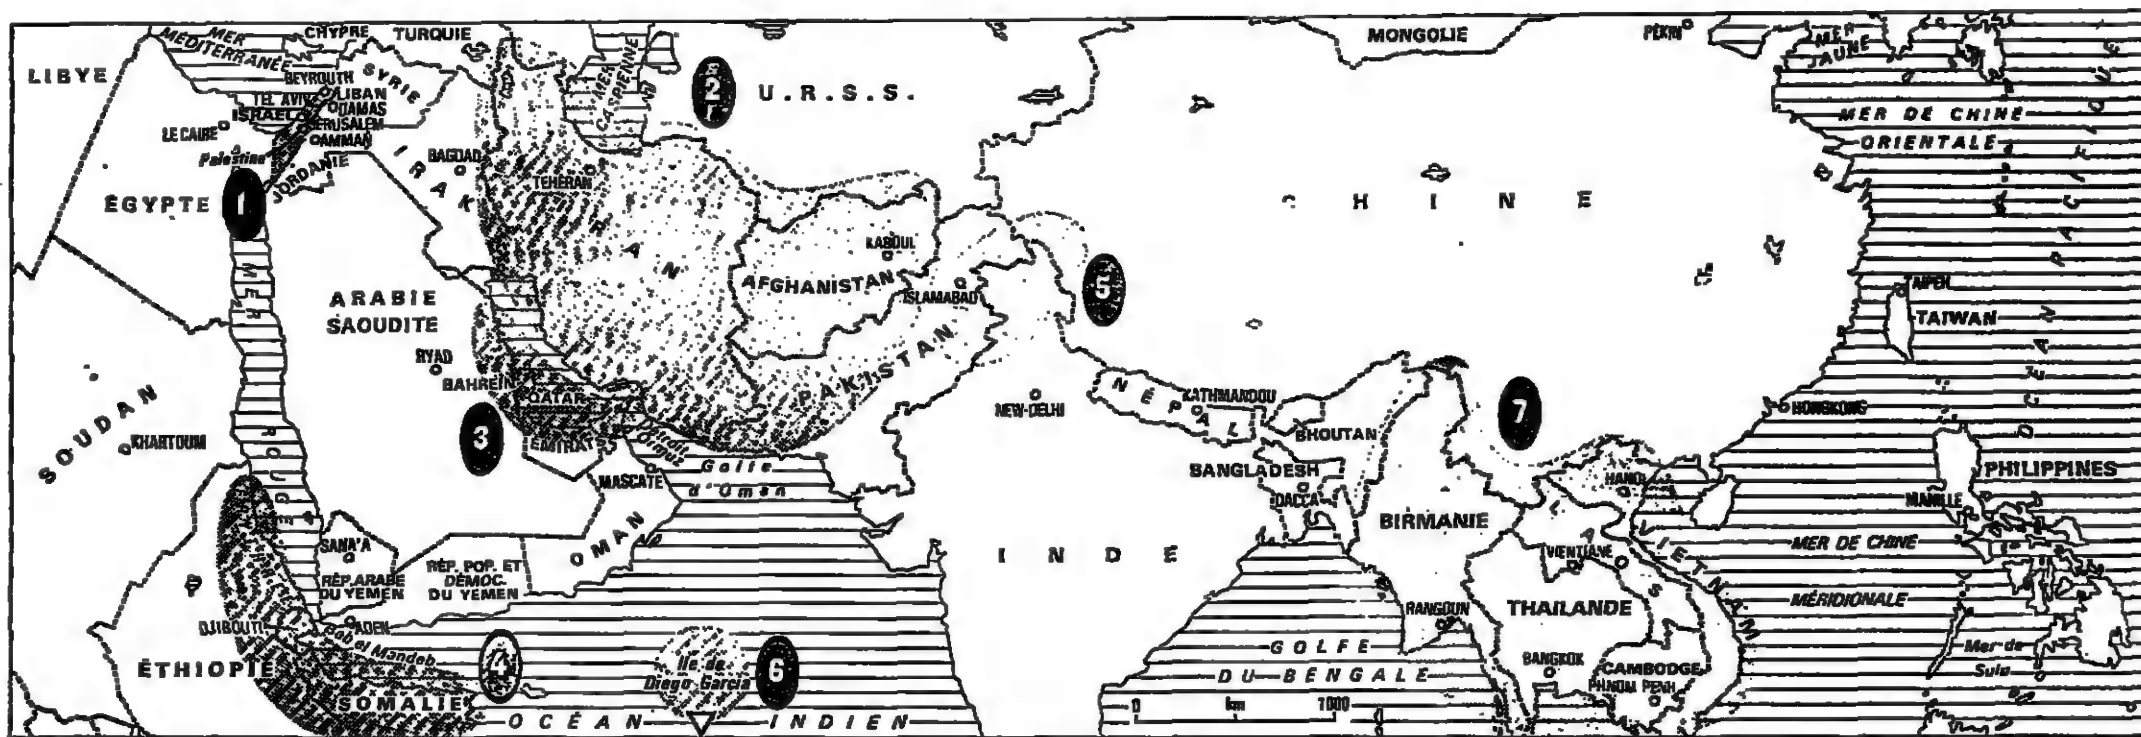 MER
MÉDITERRANÉE
CHYPRE
TURQUIE
LIBYE
BEYROUTH
SYRIE
LIBAN
TEL AVIV
DAMAS
ISRAEL
JERUSALEM
LE CAIRE
AMMAN
Palestine
JORDANIE
ÉGYPTE
1
IRAK
BAGDAD
TEHERAN
IRAN
MER
CASPIENNE
2
U.R.S.S.
MONGOLIE
PÉKIN
MER
JAUNE
MER DE CHINE
ORIENTALE
OCÉAN
PACIFIQUE
CHINE
KABOUL
AFGHANISTAN
ISLAMABAD
5
PAKISTAN
ARABIE
SAOUDITE
RYAD
BAHREIN
QATAR
3
EMIRATS
Détroit
d'Ormuz
MASCATE
Golfe
d'Oman
OMAN
MER ROUGE
SOUDAN
KHARTOUM
SANA'A
RÉP. ARABE
DU YEMEN
RÉP. POP. ET
DÉMOC.
DU YEMEN
DJIBOUTI
ADEN
Bab el Mandeb
ÉTHIOPIE
SOMALIE
4
Ile de
Diego Garcia
6
OCÉAN INDIEN
NEW-DELHI
NÉPAL
KATHMANDOU
BHOUTAN
BANGLADESH
DACCA
INDE
BIRMANIE
RANGOUN
GOLFE
DU BENGALE
0 km 1000
7
HANOI
LAOS
VIENTIANE
VIETNAM
THAILANDE
BANGKOK
CAMBODGE
PHNOM PENH
TAIPEH
TAIWAN
HONGKONG
PHILIPPINES
MANILLE
MER DE CHINE
MÉRIDIONALE
Mer de
Sulu